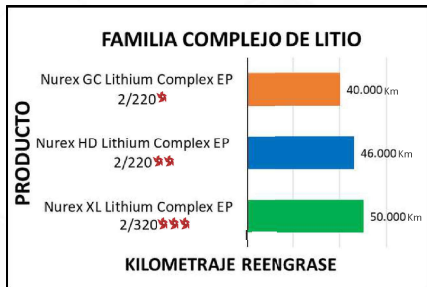 FAMILIA COMPLEJO DE LITIO
PRODUCTO
Nurex GC Lithium Complex EP
2/220
40.000 Km
Nurex HD Lithium Complex EP
2/220
46.000 Km
Nurex XL Lithium Complex EP
2/320
50.000 Km
KILOMETRAJE REENGRASE